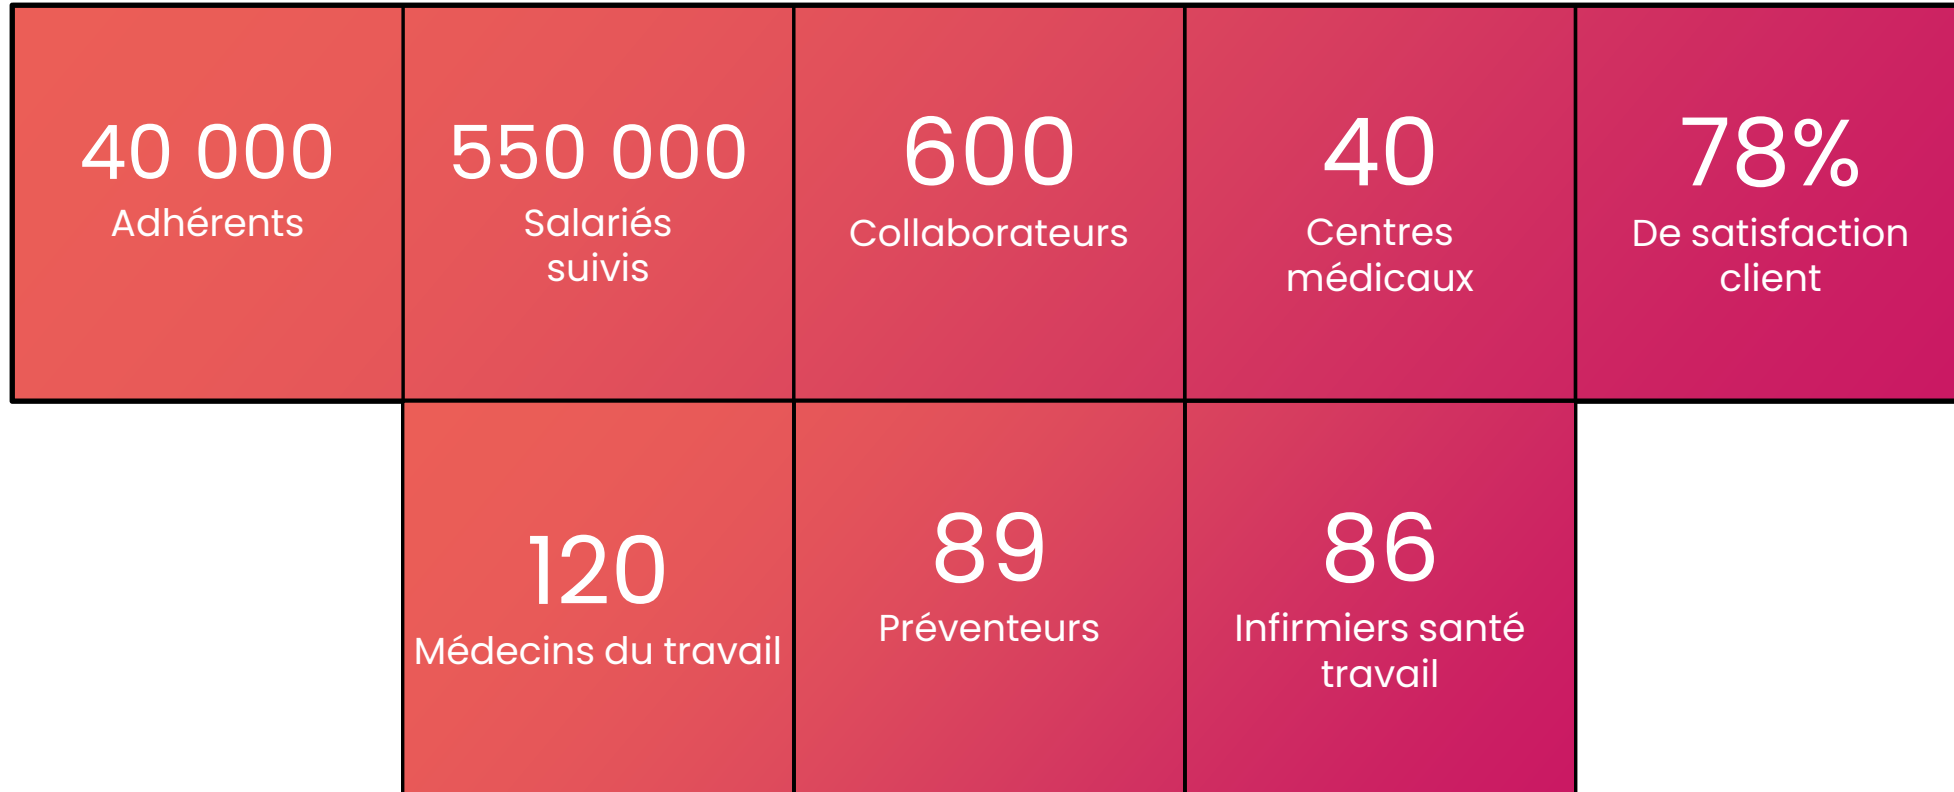 40 000
Adhérents
550 000
Salariés
suivis
600
Collaborateurs
40
Centres
médicaux
78%
De satisfaction
client
120
Médecins du travail
89
Préventeurs
86
Infirmiers santé
travail